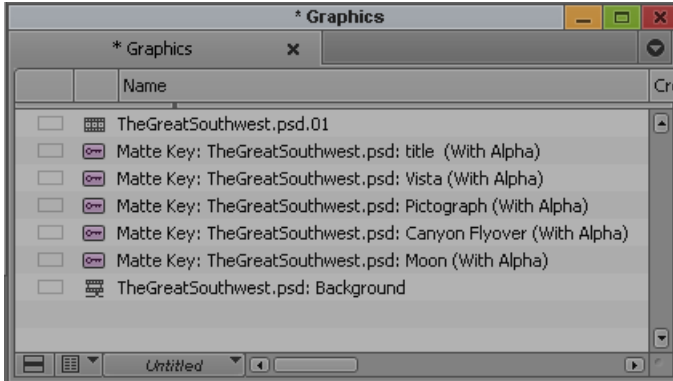 * Graphics
* Graphics
Name
Cr
TheGreatSouthwest.psd.01
Matte Key: TheGreatSouthwest.psd: title (With Alpha)
Matte Key: TheGreatSouthwest.psd: Vista (With Alpha)
Matte Key: TheGreatSouthwest.psd: Pictograph (With Alpha)
Matte Key: TheGreatSouthwest.psd: Canyon Flyover (With Alpha)
Matte Key: TheGreatSouthwest.psd: Moon (With Alpha)
TheGreatSouthwest.psd: Background
Untitled